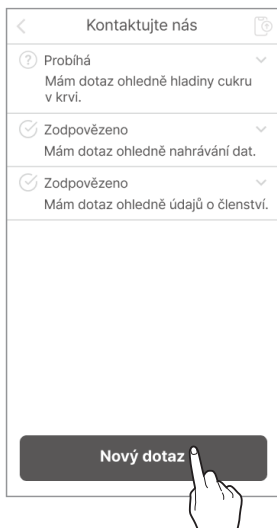 Kontaktujte nás
Probíhá
Mám dotaz ohledně hladiny cukru
v krvi.
Zodpovězeno
Mám dotaz ohledně nahrávání dat.
Zodpovězeno
Mám dotaz ohledně údajů o členství.
Nový dotaz